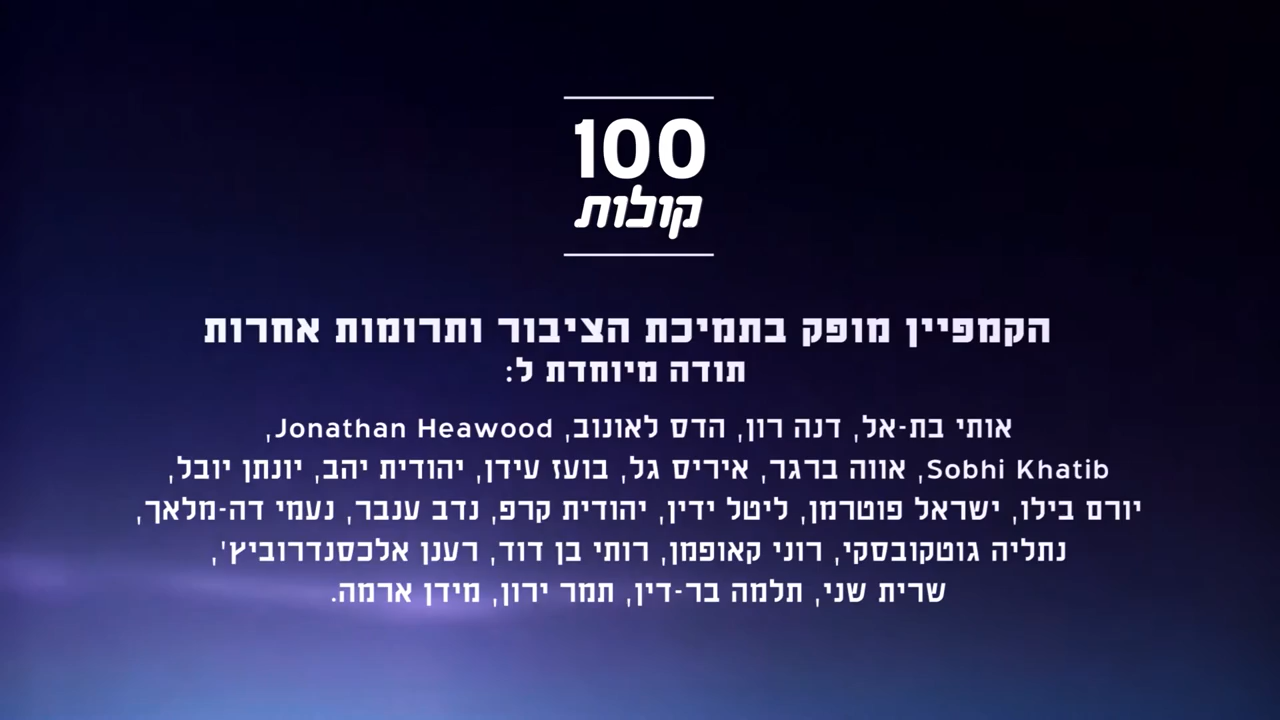 100
קולות
הקמפיין מופק בתמיכת הציבור ותרומות אחרות
תודה מיוחדת ל:
אותי בת-אל, דנה רון, הדס לאונוב, Jonathan Heawood,
Sobhi Khatib, אווה ברגר, איריס גל, בועז עידן, יהודית יהב, יונתן יובל,
יורם בילו, ישראל פוטרמן, ליטל ידין, יהודית קרפ, נדב ענבר, נעמי דה-מלאך,
נתליה גוטקובסקי, רוני קאופמן, רותי בן דוד, רענן אלכסנדרוביץ',
שרית שני, תלמה בר-דין, תמר ירון, מידן ארמה.